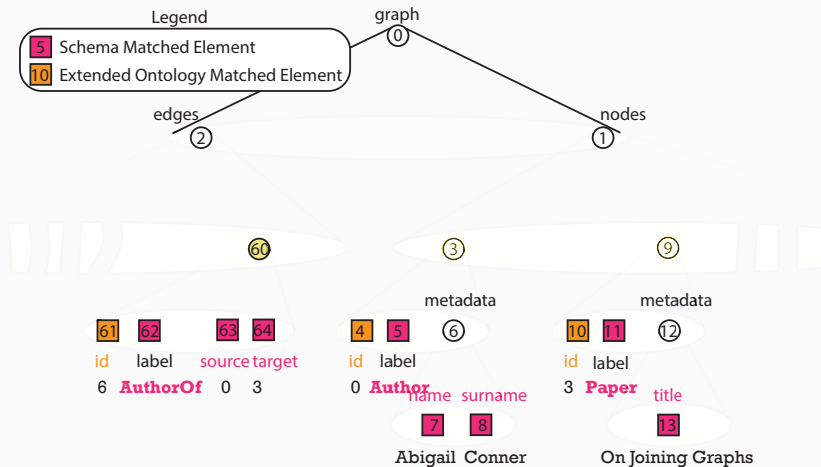 Legend
graph
0
5 Schema Matched Element
10 Extended Ontology Matched Element
edges
nodes
2
1
60
3
9
metadata
metadata
61 62 63 64 4 5 6 10 11 12
id label source target id label id label
6 AuthorOf 0 3 0 Author 3 Paper
name surname title
7 8 13
Abigail Conner On Joining Graphs